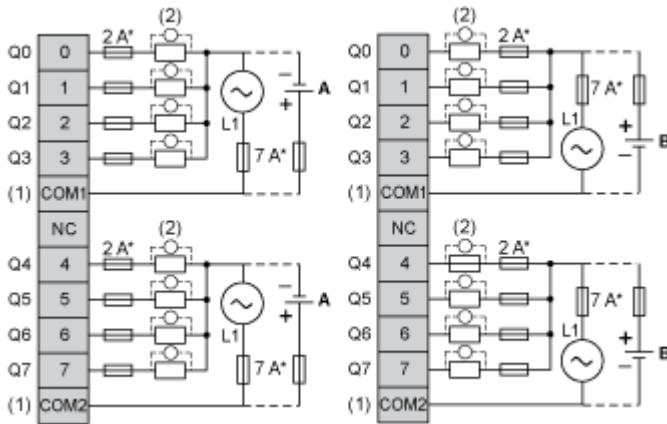 (2)
Q0 0 2 A*
Q1 1 A
Q2 2 L1
Q3 3 7 A*
(1) COM1
NC
(2)
Q4 4 2 A*
Q5 5 A
Q6 6 L1
Q7 7 7 A*
(1) COM2
(2)
Q0 0 2 A*
Q1 1 7 A*
Q2 2 L1
Q3 3 B
(1) COM1
NC
(2)
Q4 4 2 A*
Q5 5 7 A*
Q6 6 L1
Q7 7 B
(1) COM2